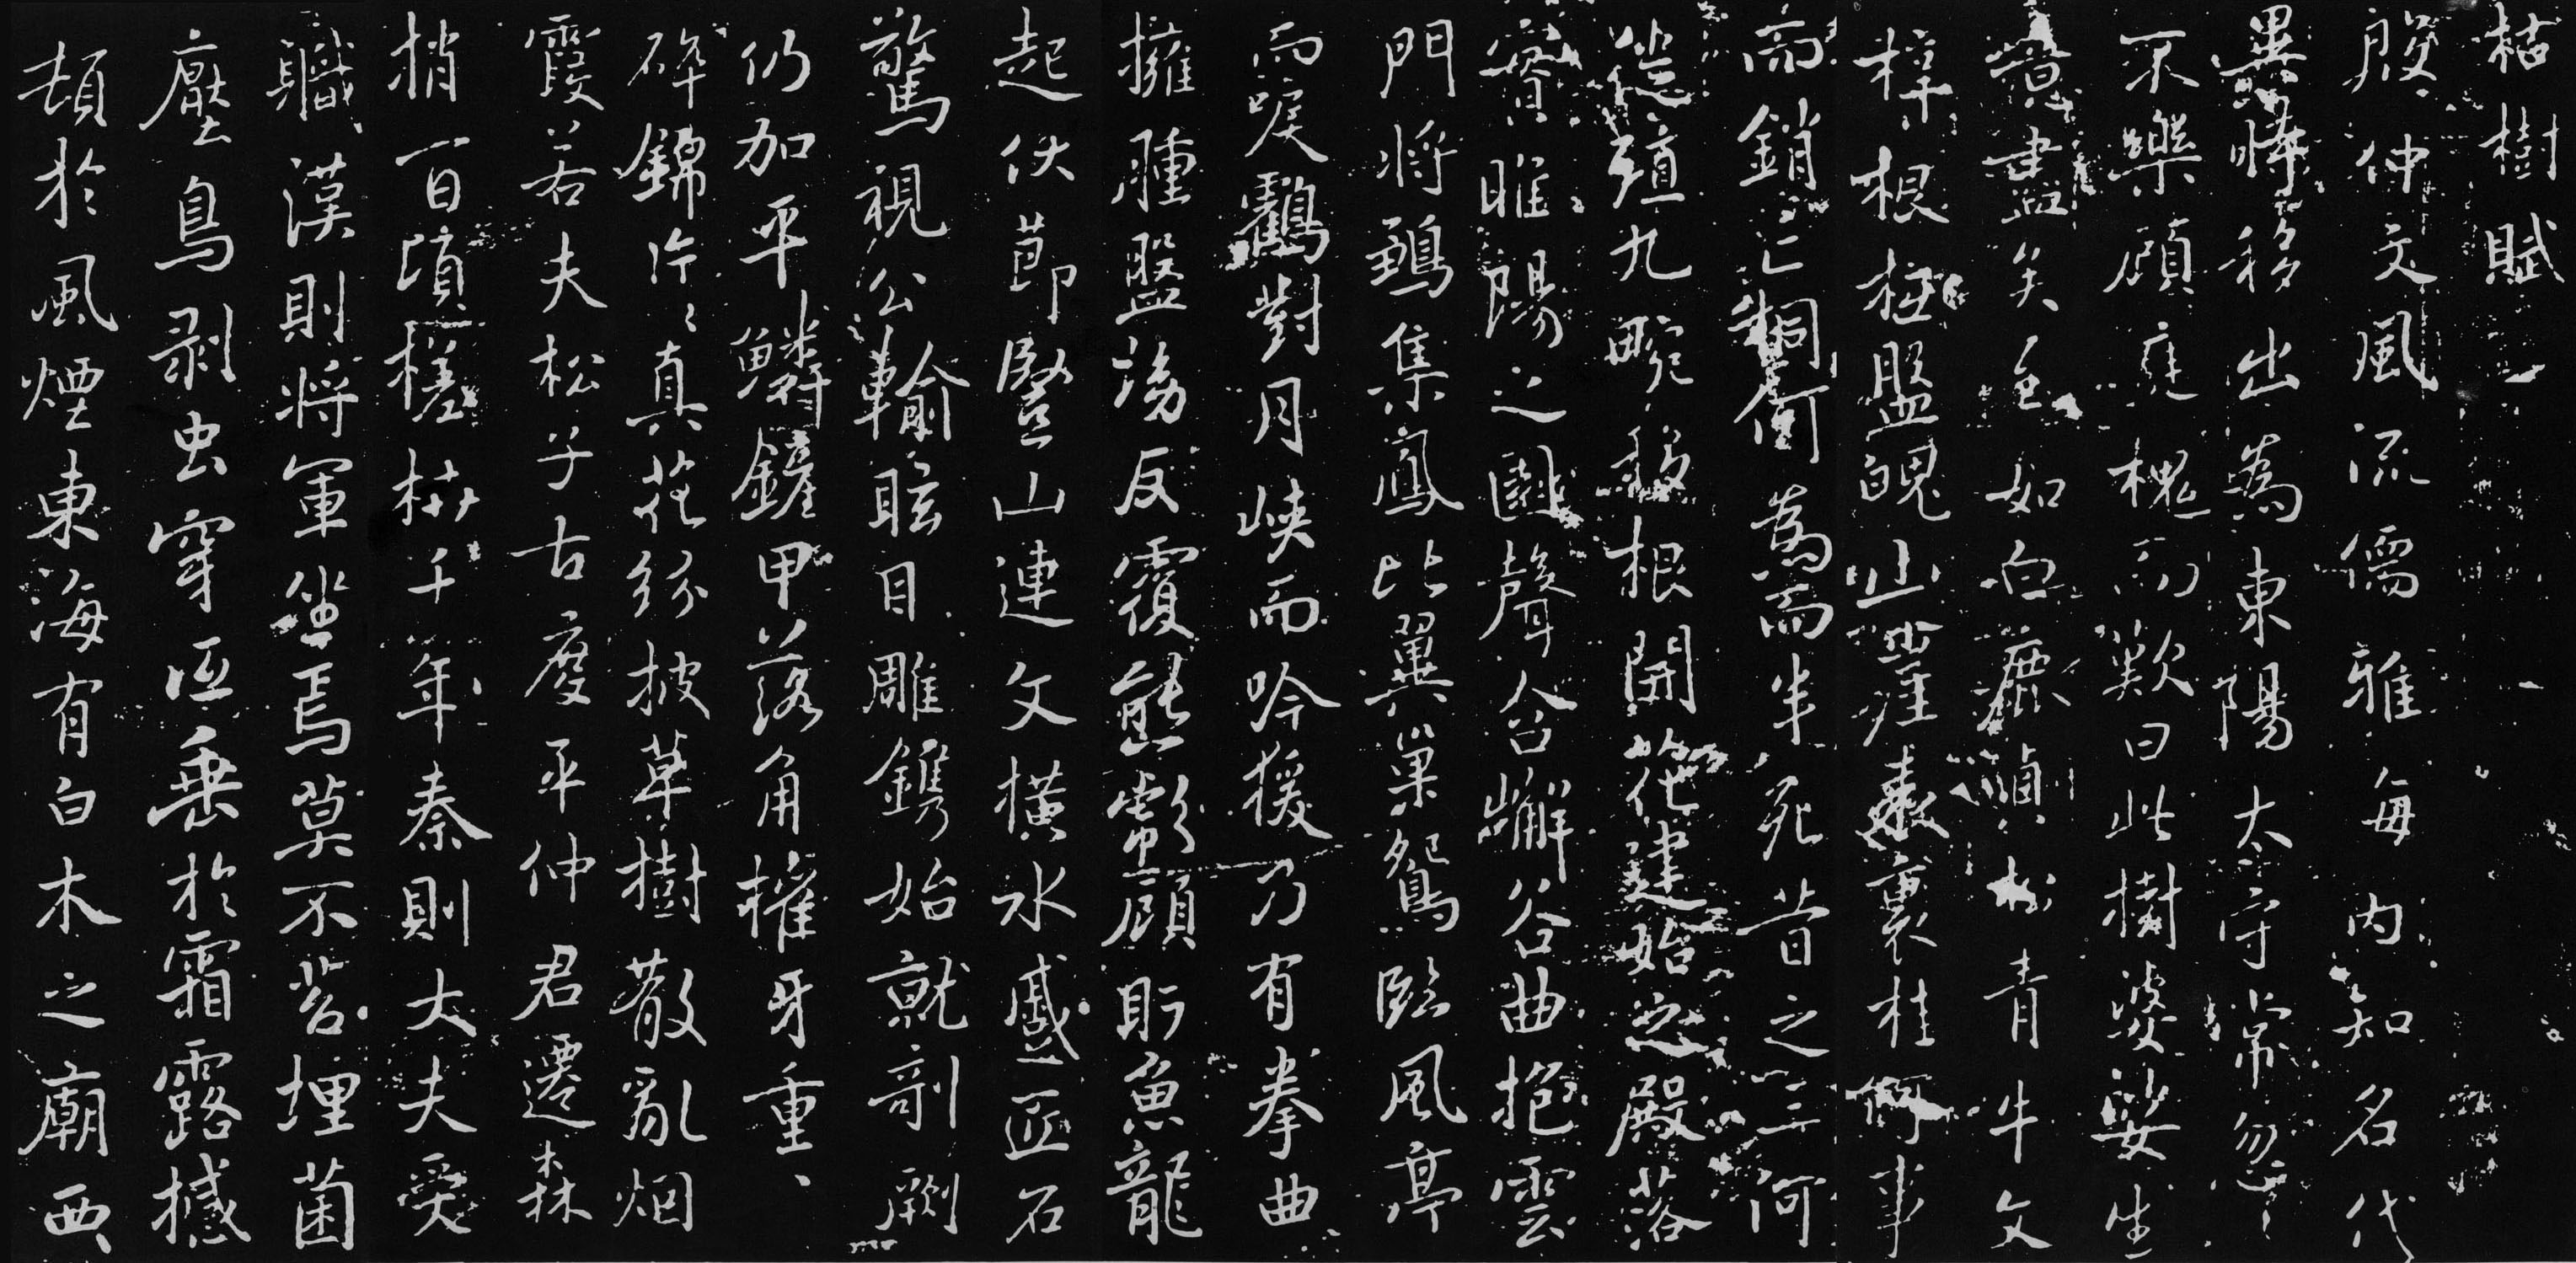 枯樹賦
殷仲文風流儒雅海内知名代
異時移出為東陽太守常忽忽
不樂顧庭槐而歎曰此樹婆娑生
意盡矣至如白鹿貞松青牛文
梓根柢盤魄山崖表裏桂何事
而銷亡桐何為而半死昔之三河
徙殖九畹移根開花建始之殿落
實睢陽之園聲含嶰谷曲抱雲
門將鵄集鳳比翼巢鴛臨風亭
而唳鶴對月峽而吟猨乃有拳曲
擁腫盤坳反覆熊彪顧盼魚龍
起伏節豎山連文橫水蹙匠石
驚視公輸眩目雕鐫始就剞劂
仍加平鱗鏟甲落角摧牙重重
碎錦片片真花紛披草樹散亂烟
霞若夫松子古度平仲君遷森
梢百頃槎枿千年秦則大夫受
職漢則將軍坐焉莫不苔埋菌
壓鳥剥虫穿低垂於霜露撼
頓於風煙東海有白木之廟西